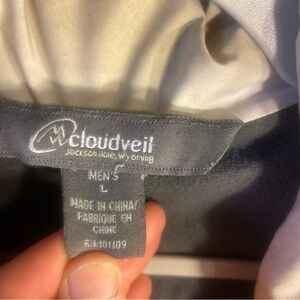 cloudveil
Jackson Hole, Wyoming
MEN'S
L
MADE IN CHINA/
FABRIQUE EN
CHINE